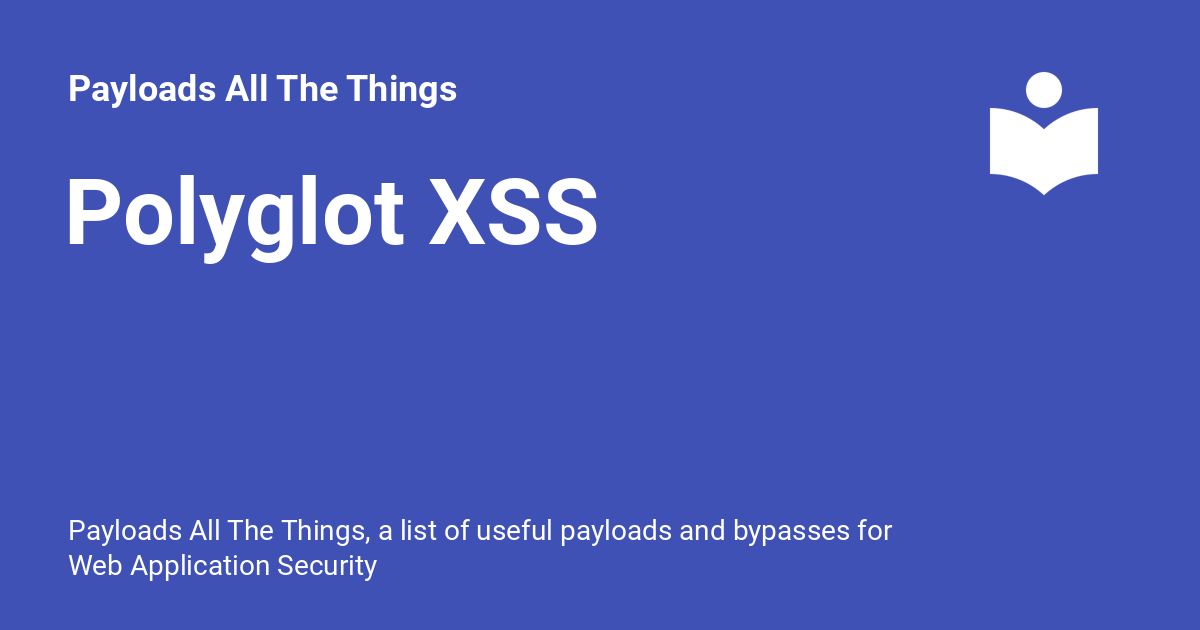 Payloads All The Things
Polyglot XSS
Payloads All The Things, a list of useful payloads and bypasses for
Web Application Security